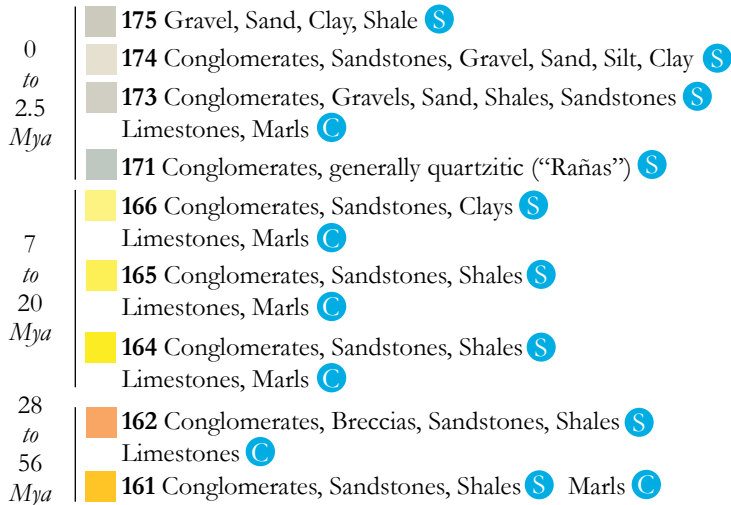 0
to
2.5
Mya
175 Gravel, Sand, Clay, Shale S
174 Conglomerates, Sandstones, Gravel, Sand, Silt, Clay S
173 Conglomerates, Gravels, Sand, Shales, Sandstones S
Limestones, Marls C
171 Conglomerates, generally quartzitic (“Rañas”) S
7
to
20
Mya
166 Conglomerates, Sandstones, Clays S
Limestones, Marls C
165 Conglomerates, Sandstones, Shales S
Limestones, Marls C
164 Conglomerates, Sandstones, Shales S
Limestones, Marls C
28
to
56
Mya
162 Conglomerates, Breccias, Sandstones, Shales S
Limestones C
161 Conglomerates, Sandstones, Shales S Marls C